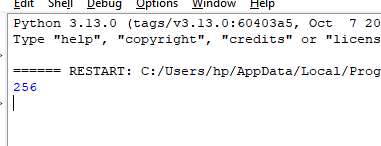 Edit Shell Debug Options Window Help
Python 3.13.0 (tags/v3.13.0:60403a5, Oct 7 20
Type "help", "copyright", "credits" or "licens
====== RESTART: C:/Users/hp/AppData/Local/Prog
256